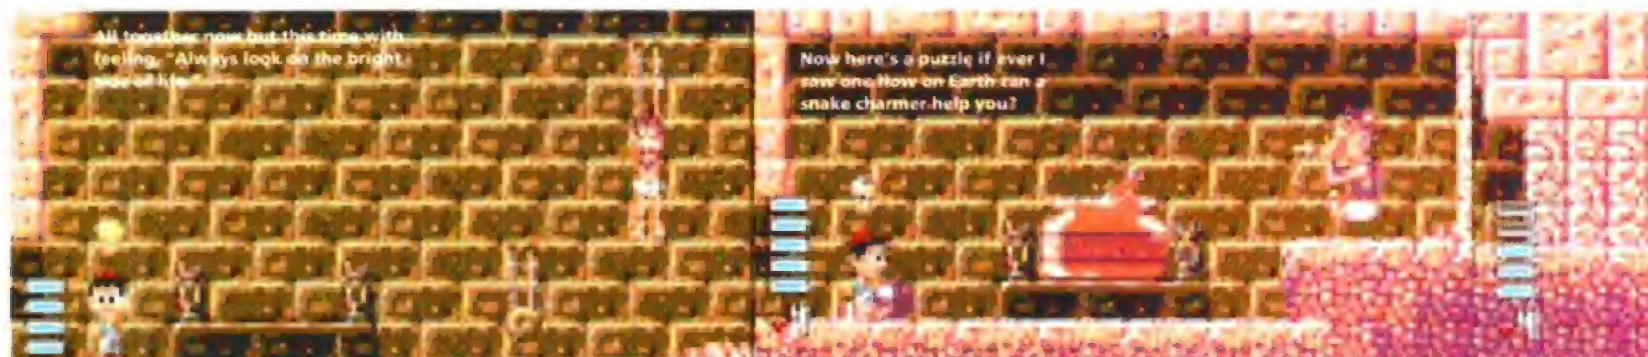 All together now but this time with
feeling, "Always look on the bright
side of life."
Now here's a puzzle if ever I
saw one How on Earth can a
snake charmer help you?